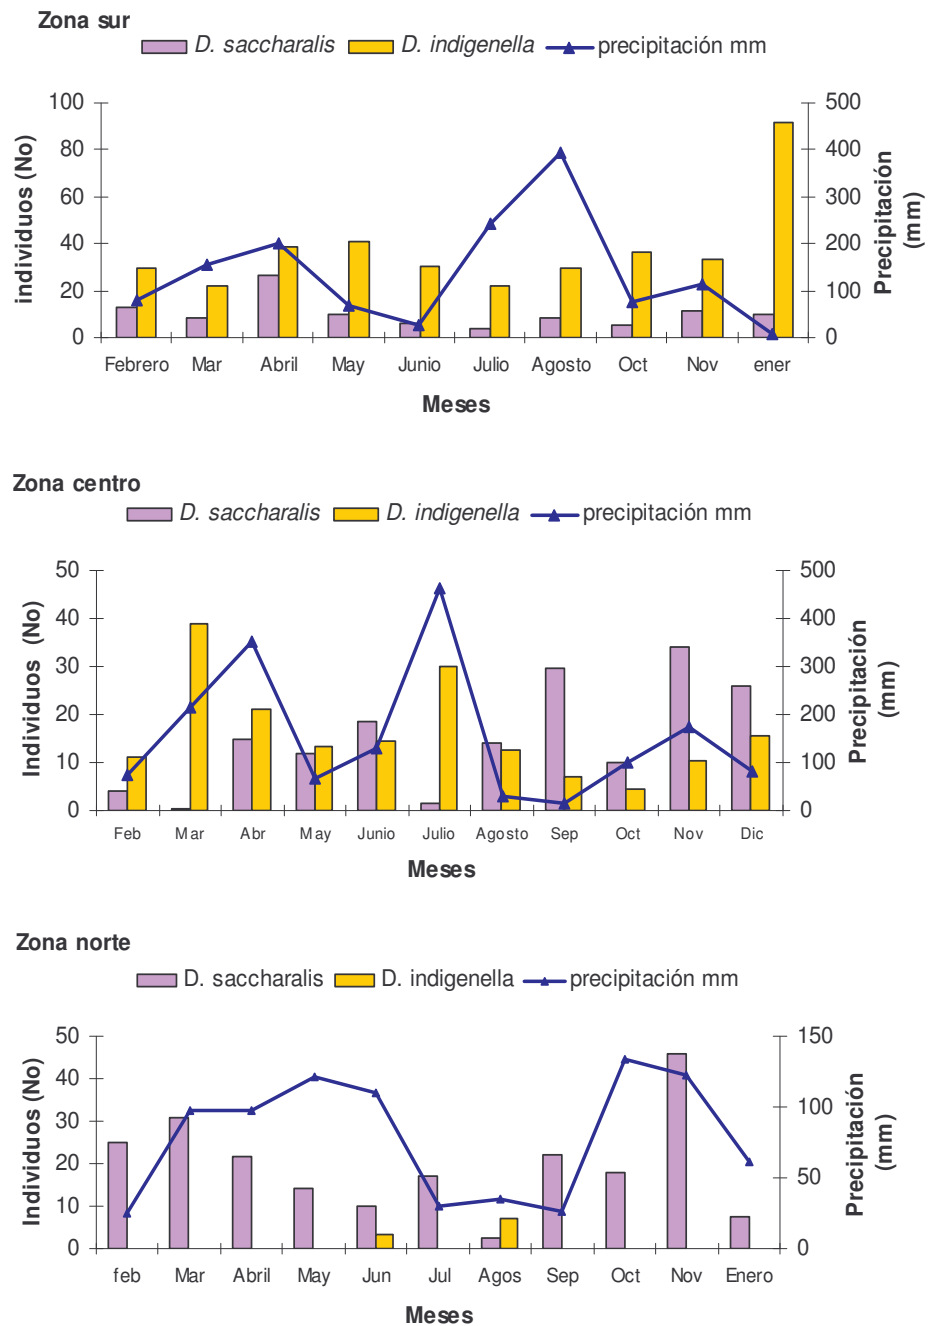 Zona sur
D. saccharalis D. indigenella precipitación mm
100 500
80 400
60 300
40 200
20 100
0 0
individuos (No)
Precipitación
(mm)
Febrero Mar Abril May Junio Julio Agosto Oct Nov ener
Meses
Zona centro
D. saccharalis D. indigenella precipitación mm
50 500
40 400
30 300
20 200
10 100
0 0
Individuos (No)
Precipitación
(mm)
Feb Mar Abr May Junio Julio Agosto Sep Oct Nov Dic
Meses
Zona norte
D. saccharalis D. indigenella precipitación mm
50 150
40
30 100
20
10 50
0 0
Individuos (No)
Precipitación
(mm)
feb Mar Abril May Jun Jul Agos Sep Oct Nov Enero
Meses